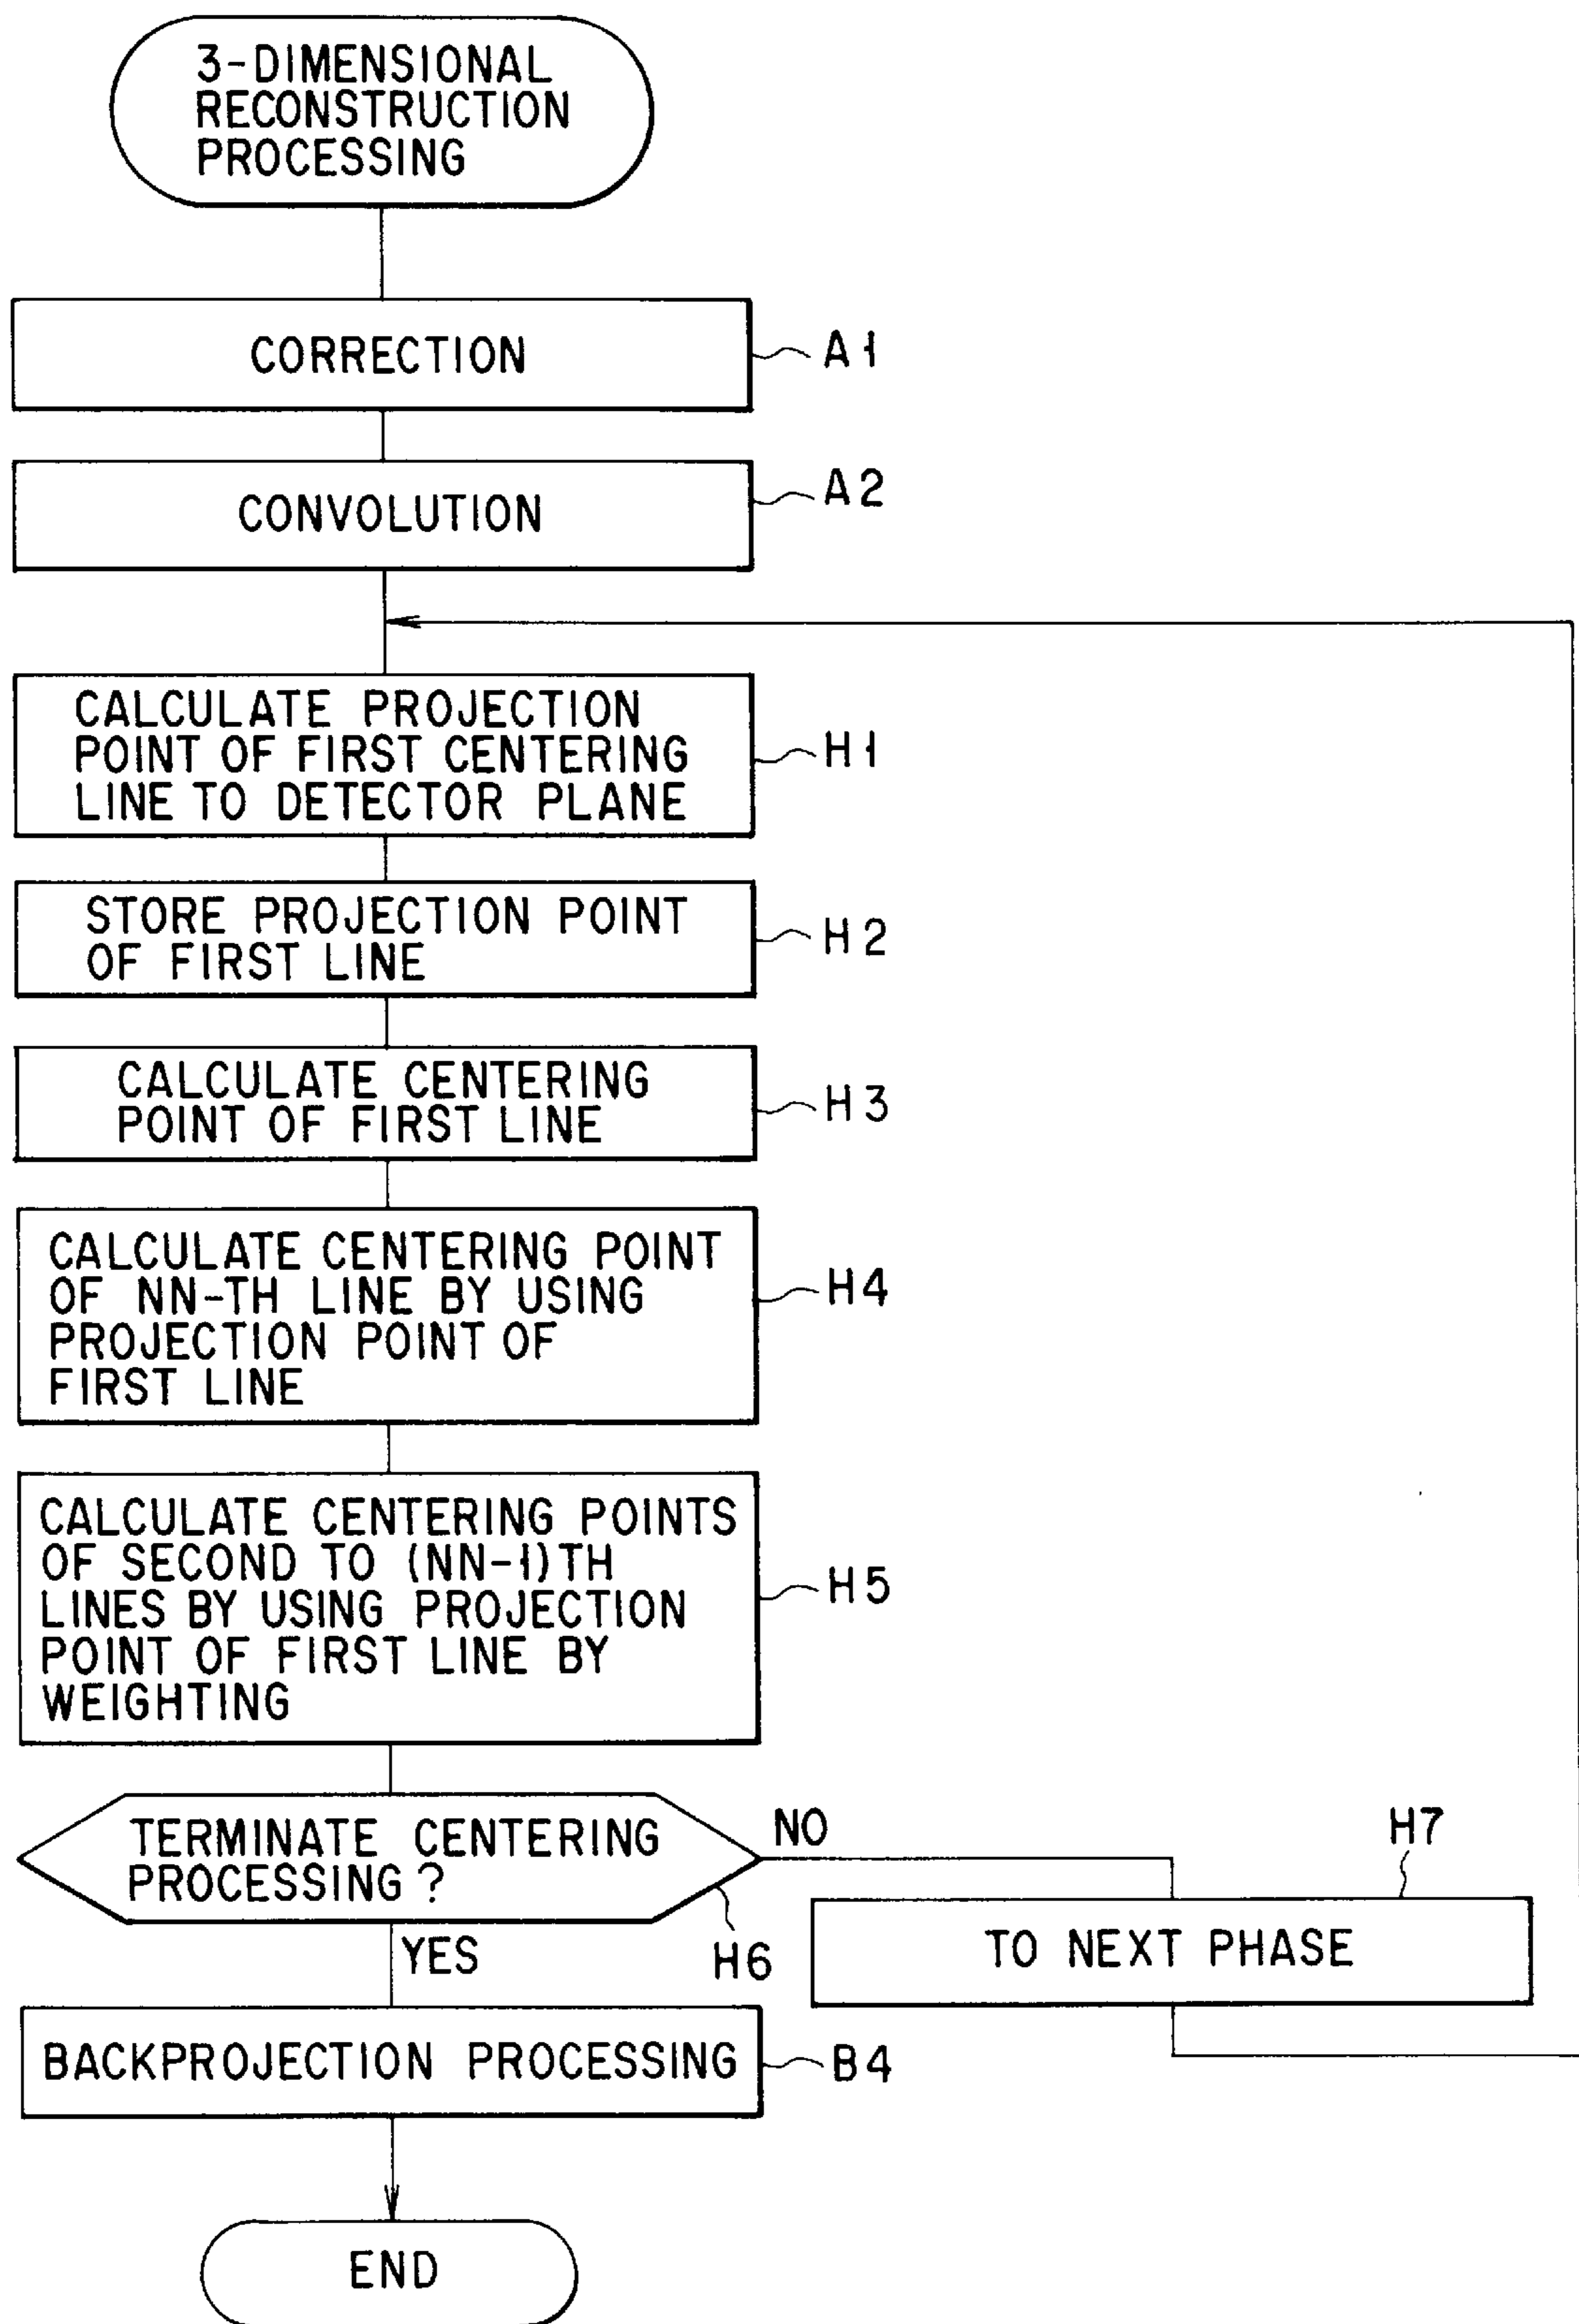 3-DIMENSIONAL
RECONSTRUCTION
PROCESSING
CORRECTION
A1
CONVOLUTION
A2
CALCULATE PROJECTION
POINT OF FIRST CENTERING
LINE TO DETECTOR PLANE
H1
STORE PROJECTION POINT
OF FIRST LINE
H2
CALCULATE CENTERING
POINT OF FIRST LINE
H3
CALCULATE CENTERING POINT
OF NN-TH LINE BY USING
PROJECTION POINT OF
FIRST LINE
H4
CALCULATE CENTERING POINTS
OF SECOND TO (NN-1)TH
LINES BY USING PROJECTION
POINT OF FIRST LINE BY
WEIGHTING
H5
TERMINATE CENTERING
PROCESSING?
H6
NO
YES
H7
TO NEXT PHASE
BACKPROJECTION PROCESSING
B4
END